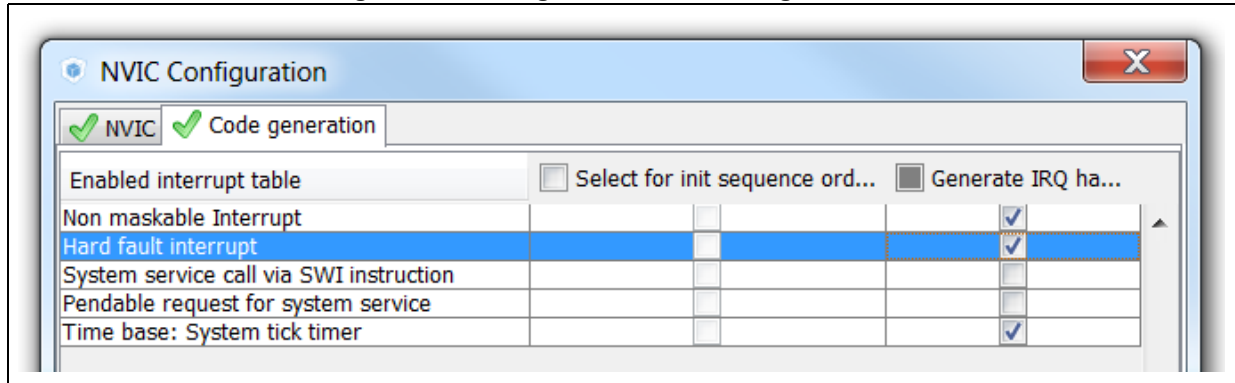 NVIC Configuration
NVIC Code generation
Enabled interrupt table Select for init sequence ord... Generate IRQ ha...
Non maskable Interrupt
Hard fault interrupt
System service call via SWI instruction
Pendable request for system service
Time base: System tick timer